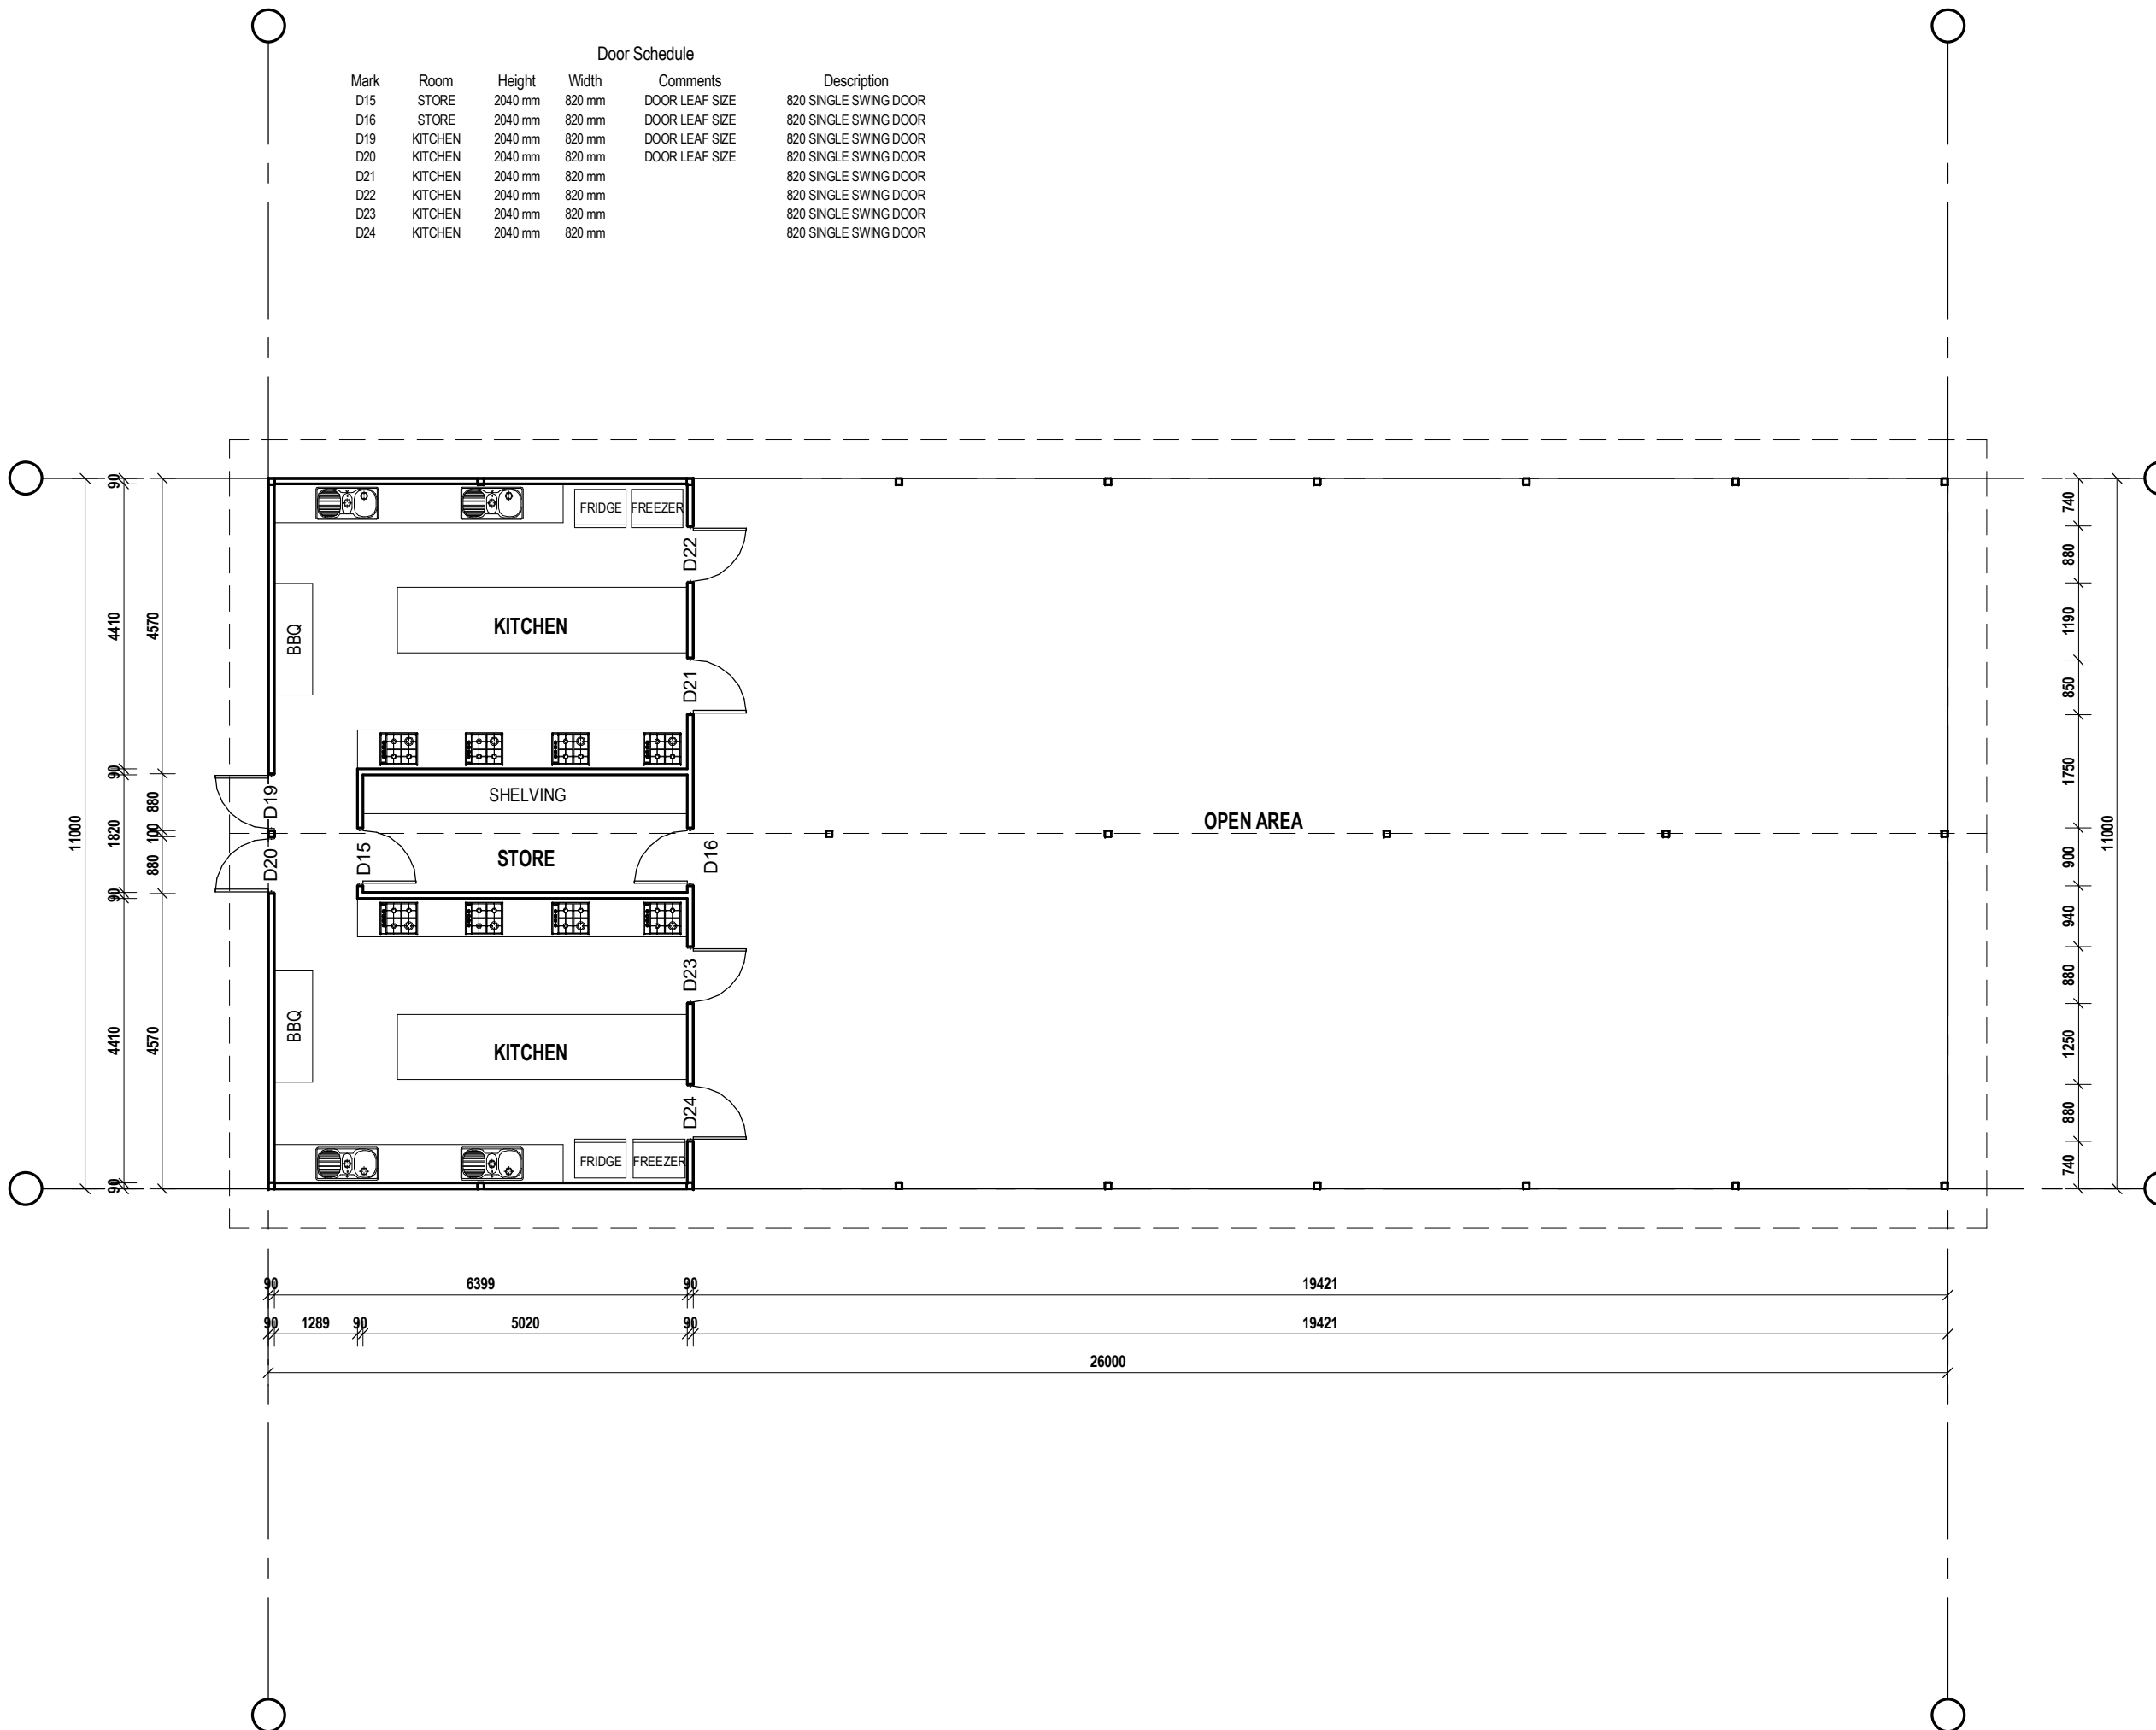 Door Schedule
Mark Room Height Width Comments Description
D15 STORE 2040 mm 820 mm DOOR LEAF SIZE 820 SINGLE SWING DOOR
D16 STORE 2040 mm 820 mm DOOR LEAF SIZE 820 SINGLE SWING DOOR
D19 KITCHEN 2040 mm 820 mm DOOR LEAF SIZE 820 SINGLE SWING DOOR
D20 KITCHEN 2040 mm 820 mm DOOR LEAF SIZE 820 SINGLE SWING DOOR
D21 KITCHEN 2040 mm 820 mm 820 SINGLE SWING DOOR
D22 KITCHEN 2040 mm 820 mm 820 SINGLE SWING DOOR
D23 KITCHEN 2040 mm 820 mm 820 SINGLE SWING DOOR
D24 KITCHEN 2040 mm 820 mm 820 SINGLE SWING DOOR
11000
90
4410
90
1820
90
4410
90
4570
880
100
880
4570
FRIDGE
FREEZER
D22
BBQ
KITCHEN
D21
SHELVING
D19
D20
D15
STORE
D16
OPEN AREA
D23
BBQ
KITCHEN
D24
FRIDGE
FREEZER
740
880
1190
850
1750
900
940
880
1250
880
740
11000
90 6399 90 19421
90 1289 90 5020 90 19421
26000